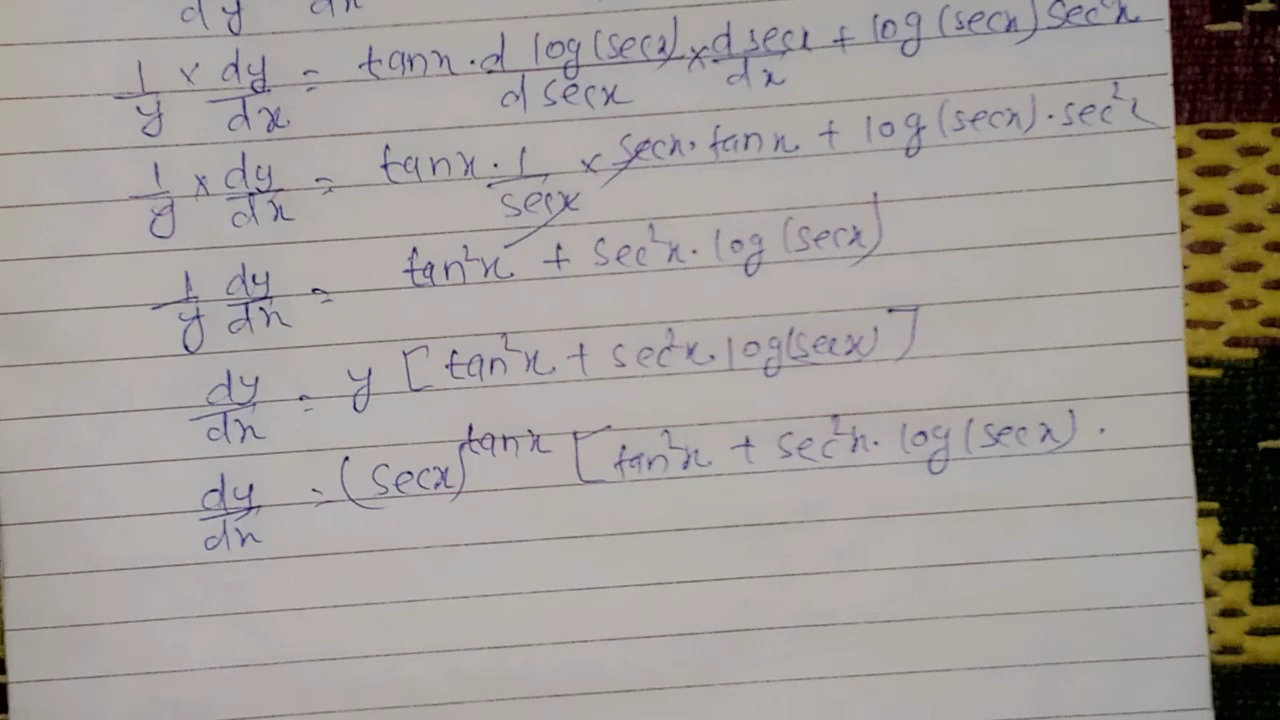 dy dx
1/y × dy/dx = tanx · d log(secx)/d secx × d secx/dx + log(secx) sec²x
1/y × dy/dx = tanx · 1/secx × secx · tanx + log(secx) · sec²x
1/y dy/dx = tan²x + sec²x · log(secx)
dy/dx = y [tan²x + sec²x · log(secx)]
dy/dx = (secx)^tanx [tan²x + sec²x · log(secx) .